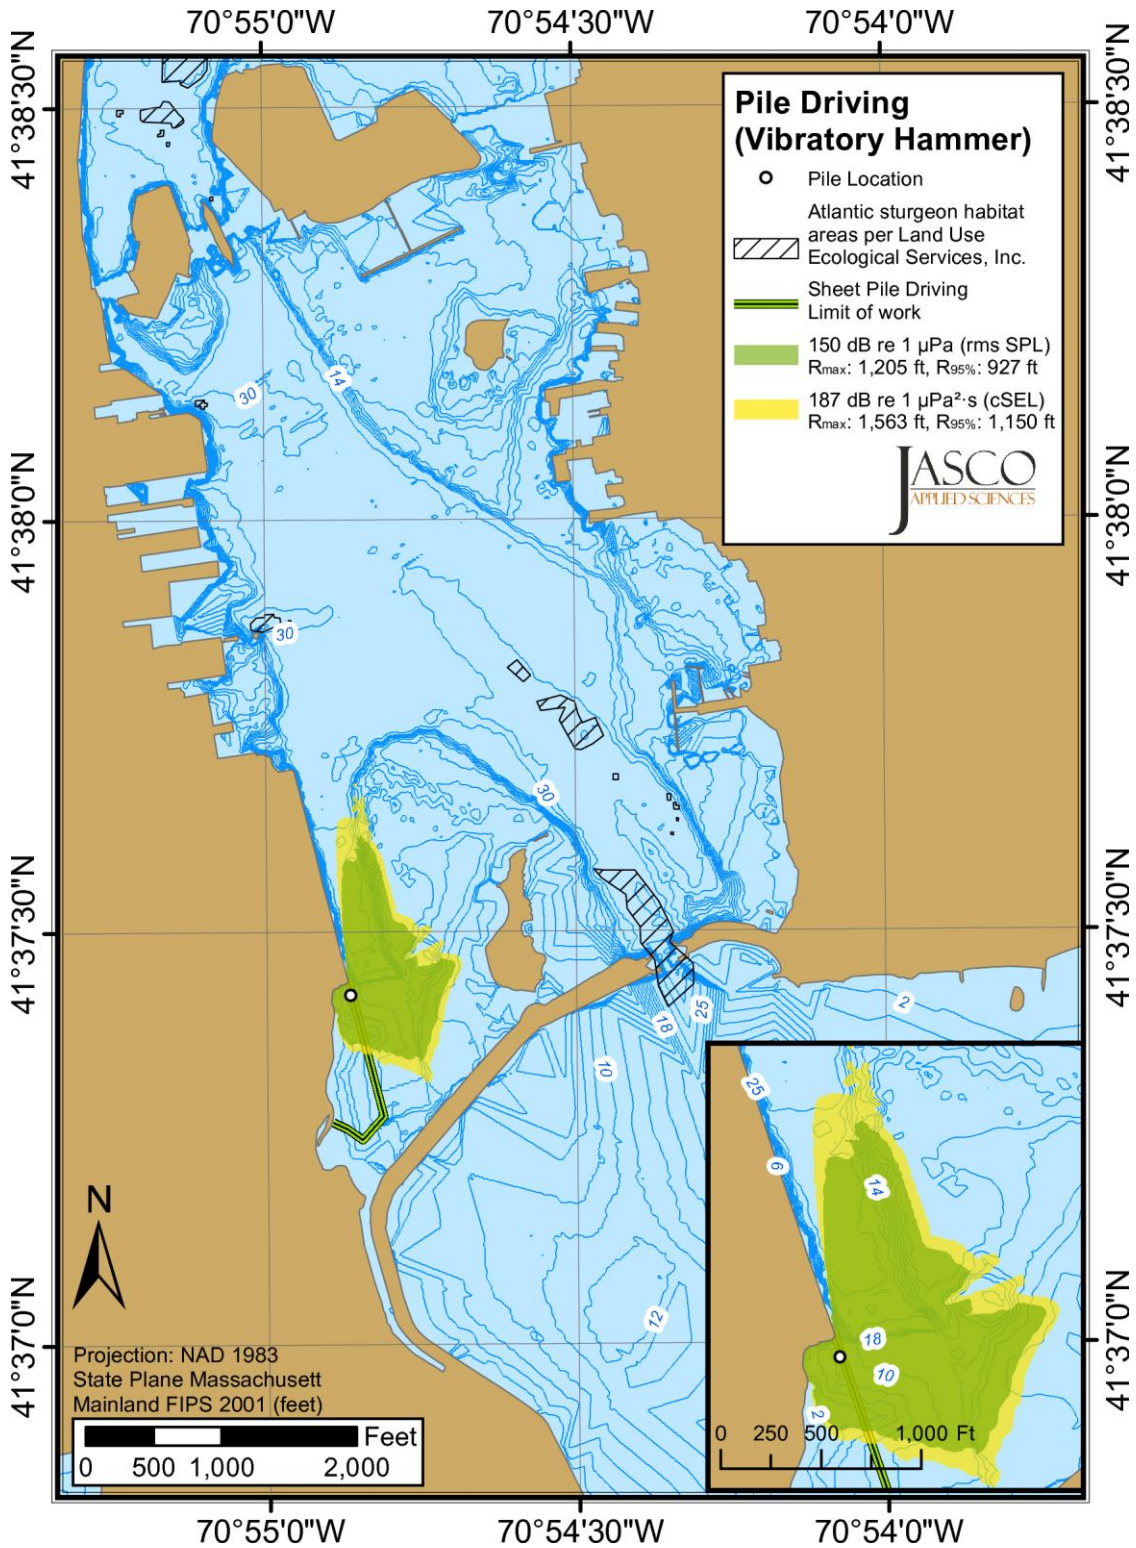 70°55'0"W
70°54'30"W
70°54'0"W
41°38'30"N
41°38'30"N
Pile Driving
(Vibratory Hammer)
Pile Location
Atlantic sturgeon habitat
areas per Land Use
Ecological Services, Inc.
Sheet Pile Driving
Limit of work
150 dB re 1 µPa (rms SPL)
Rmax: 1,205 ft, R95%: 927 ft
187 dB re 1 µPa²·s (cSEL)
Rmax: 1,563 ft, R95%: 1,150 ft
JASCO
APPLIED SCIENCES
14
30
41°38'0"N
41°38'0"N
30
30
41°37'30"N
41°37'30"N
2
25
18
10
12
25
6
14
18
10
2
0 250 500 1,000 Ft
41°37'0"N
41°37'0"N
N
Projection: NAD 1983
State Plane Massachusett
Mainland FIPS 2001 (feet)
Feet
0 500 1,000 2,000
70°55'0"W
70°54'30"W
70°54'0"W